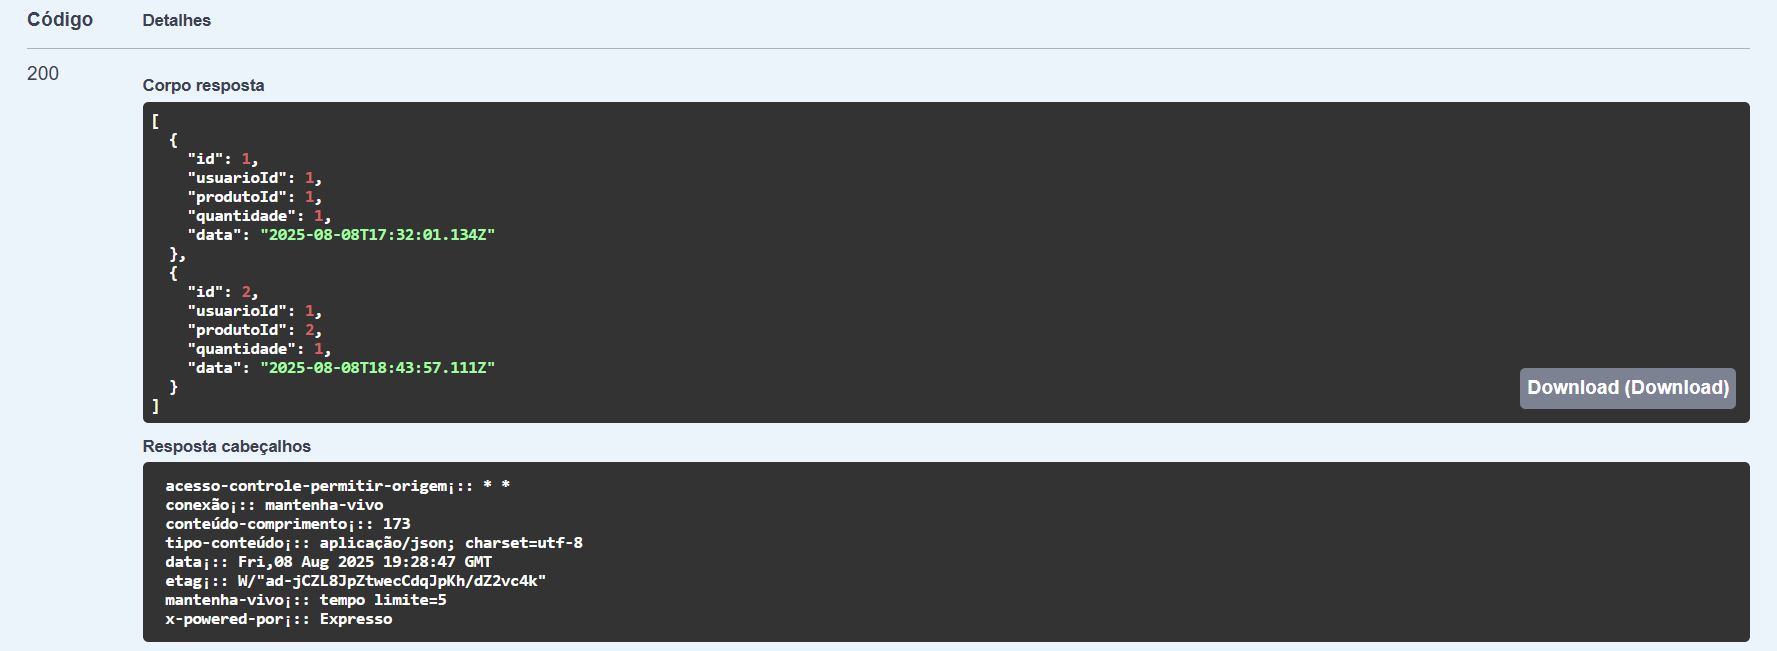 Código Detalhes
200
Corpo resposta
[
  {
    "id": 1,
    "usuarioId": 1,
    "produtoId": 1,
    "quantidade": 1,
    "data": "2025-08-08T17:32:01.134Z"
  },
  {
    "id": 2,
    "usuarioId": 1,
    "produtoId": 2,
    "quantidade": 1,
    "data": "2025-08-08T18:43:57.111Z"
  }
]
Download (Download)
Resposta cabeçalhos
acesso-controle-permitir-origem¡:: * *
conexão¡:: mantenha-vivo
conteúdo-comprimento¡:: 173
tipo-conteúdo¡:: aplicação/json; charset=utf-8
data¡:: Fri,08 Aug 2025 19:28:47 GMT
etag¡:: W/"ad-jCZL8JpZtwecCdqJpKh/dZ2vc4k"
mantenha-vivo¡:: tempo limite=5
x-powered-por¡:: Expresso